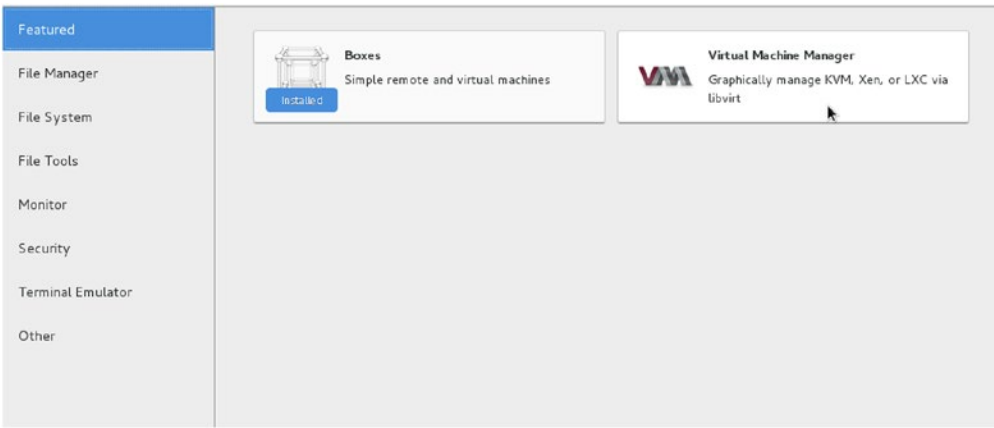 Featured
File Manager
File System
File Tools
Monitor
Security
Terminal Emulator
Other
Boxes
Simple remote and virtual machines
Installed
VM
Virtual Machine Manager
Graphically manage KVM, Xen, or LXC via
libvirt